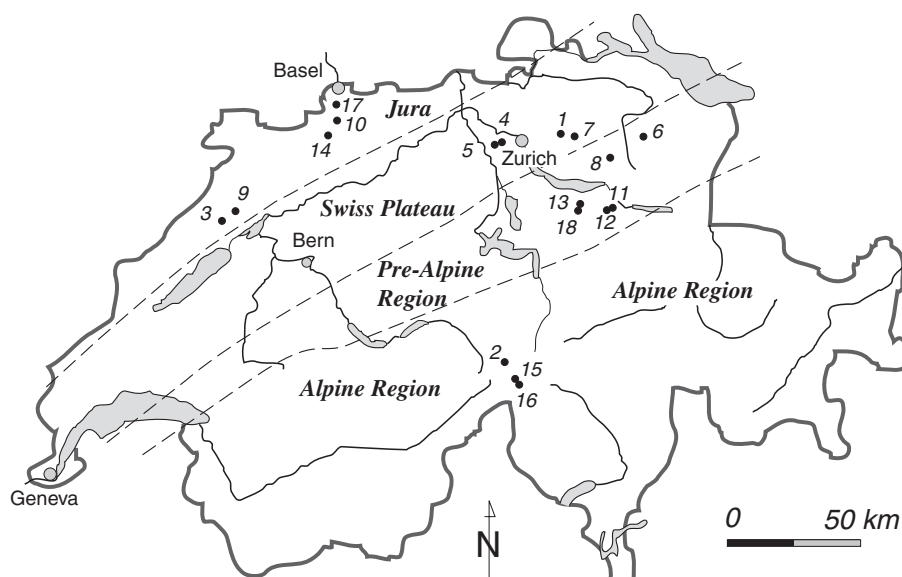 Basel
17
Jura
10
4
1
7
6
14
5
Zurich
8
9
11
3
Swiss Plateau
13
12
18
Bern
Pre-Alpine
Region
Alpine Region
2
15
Alpine Region
16
Geneva
N
0
50 km